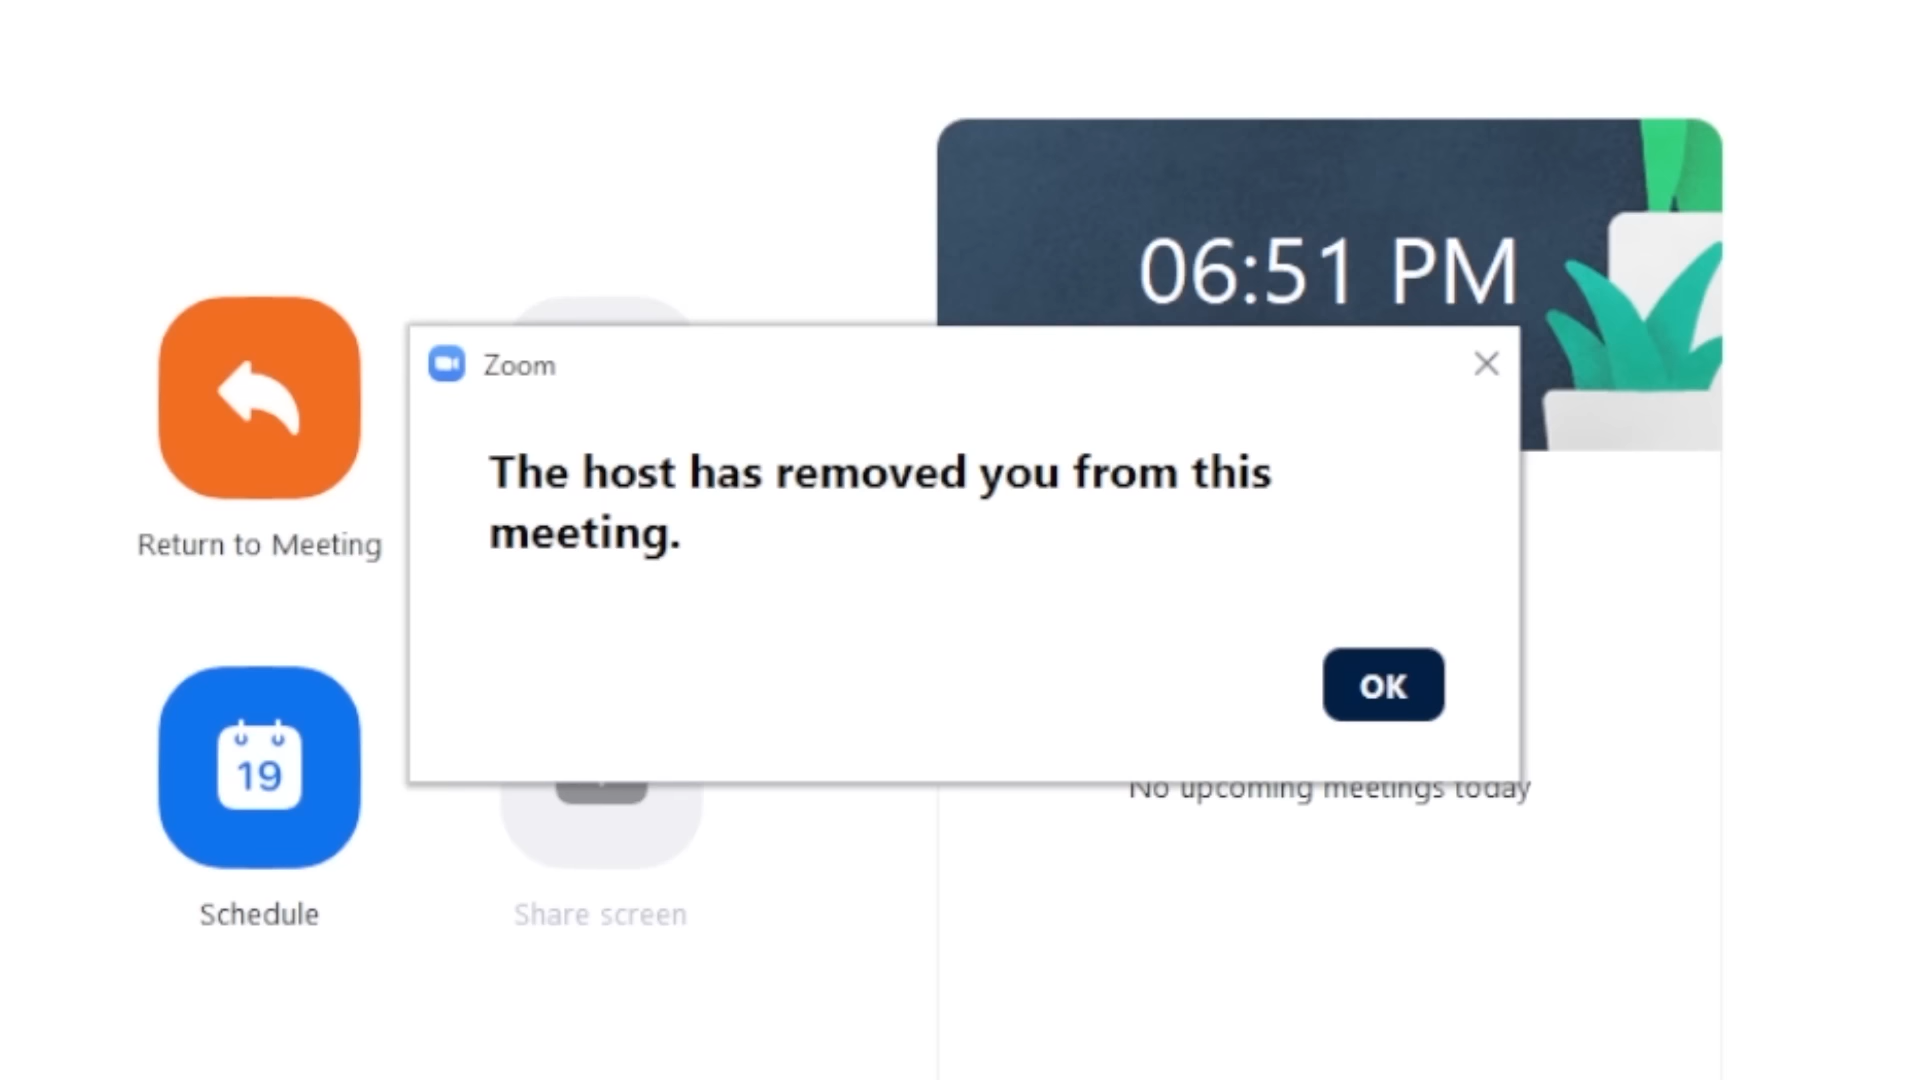 06:51 PM
Zoom
The host has removed you from this
meeting.
Return to Meeting
OK
19
No upcoming meetings today
Schedule
Share screen